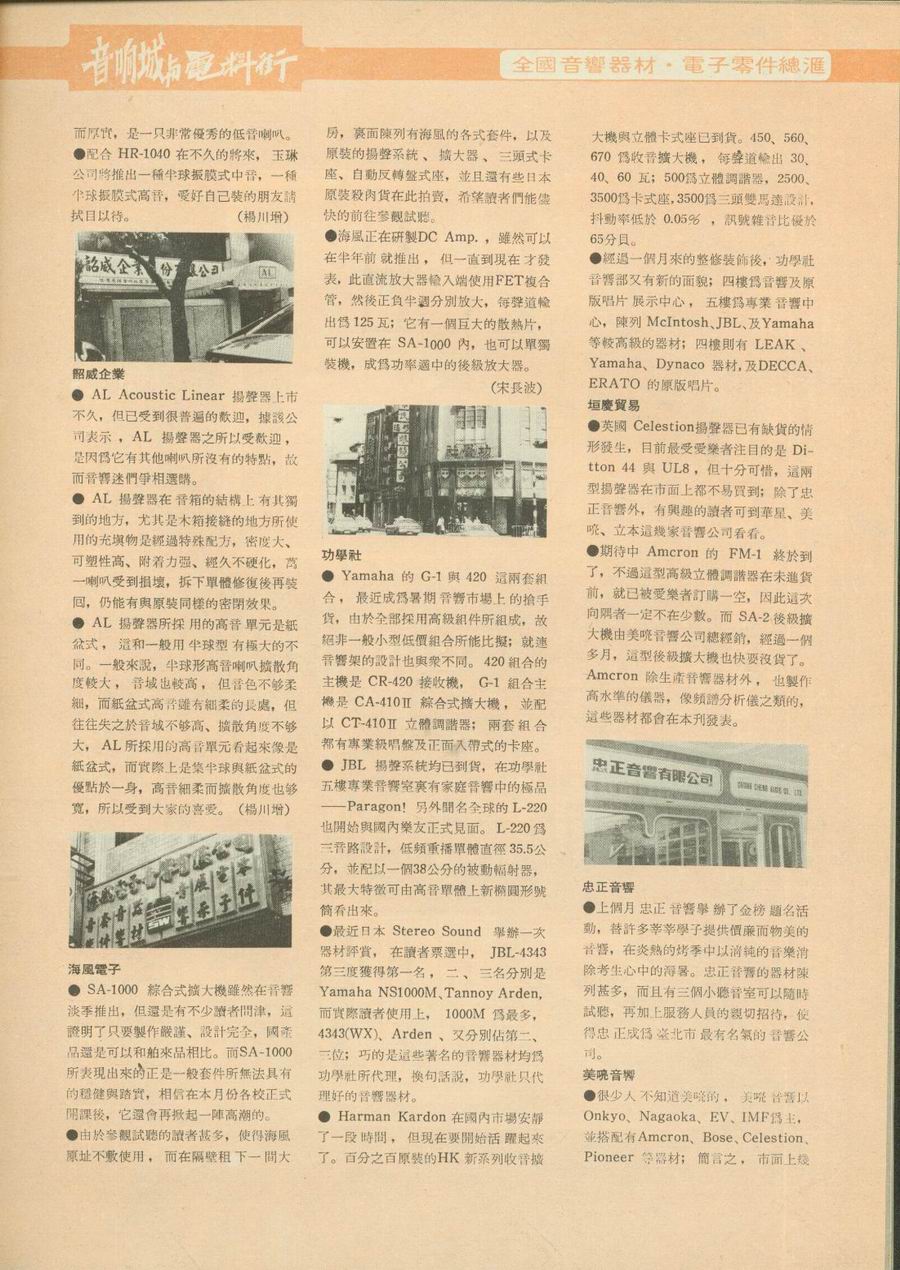 音响城與電料街
全國音響器材・電子零件總滙
而厚實，是一只非常優秀的低音喇叭。
●配合 HR-1040 在不久的將來，玉琳
公司將推出一種半球振膜式中音，一種
半球振膜式高音，愛好自己裝的朋友請
拭目以待。　（楊川增）
韶威企業股份有限公司
AL
韶威企業
● AL Acoustic Linear 揚聲器上市
不久，但已受到很普遍的歡迎，據該公
司表示，AL 揚聲器之所以受歡迎，
是因爲它有其他喇叭所沒有的特點，故
而音響迷們爭相選購。
● AL 揚聲器在音箱的結構上有其獨
到的地方，尤其是木箱接縫的地方所使
用的充塡物是經過特殊配方，密度大、
可塑性高、附着力强、經久不硬化，萬
一喇叭受到損壞，拆下單體修復後再裝
囘，仍能有與原裝同樣的密閉效果。
● AL 揚聲器所採用的高音單元是紙
盆式，這和一般用半球型有極大的不
同。一般來說，半球形高音喇叭擴散角
度較大，音域也較高，但音色不够柔
細，而紙盆式高音雖有細柔的長處，但
往往失之於音域不够高、擴散角度不够
大，AL所採用的高音單元看起來像是
紙盆式，而實際上是集半球與紙盆式的
優點於一身，高音細柔而擴散角度也够
寬，所以受到大家的喜愛。（楊川增）
海風電子
● SA-1000 綜合式擴大機雖然在音響
淡季推出，但還是有不少讀者問津，這
證明了只要製作嚴謹、設計完全，國產
品還是可以和舶來品相比。而SA-1000
所表現出來的正是一般套件所無法具有
的穩健與踏實，相信在本月份各校正式
開課後，它還會再掀起一陣高潮的。
●由於參觀試聽的讀者甚多，使得海風
原址不敷使用，而在隔壁租下一間大
房，裏面陳列有海風的各式套件，以及
原裝的揚聲系統、擴大器、三頭式卡
座、自動反轉盤式座，並且還有些日本
原裝殺肉貨在此拍賣，希望讀者們能儘
快的前往參觀試聽。
●海風正在研製DC Amp.，雖然可以
在半年前就推出，但一直到現在才發
表，此直流放大器輸入端使用FET複合
管，然後正負半週分別放大，每聲道輸
出爲125瓦；它有一個巨大的散熱片，
可以安置在 SA-1000 內，也可以單獨
裝機，成爲功率適中的後級放大器。
（宋長波）
功學社
功學社
● Yamaha 的 G-1 與 420 這兩套組
合，最近成爲暑期音響市場上的搶手
貨，由於全部採用高級組件所組成，故
絕非一般小型低價組合所能比擬；就連
音響架的設計也與衆不同。420組合的
主機是 CR-420 接收機，G-1 組合主
機是 CA-410Ⅱ 綜合式擴大機，並配
以 CT-410Ⅱ 立體調諧器；兩套組合
都有專業級唱盤及正面入帶式的卡座。
● JBL 揚聲系統均已到貨，在功學社
五樓專業音響室裏有家庭音響中的極品
——Paragon！另外聞名全球的 L-220
也開始與國內樂友正式見面。L-220爲
三音路設計，低頻重播單體直徑35.5公
分，並配以一個38公分的被動輻射器，
其最大特徵可由高音單體上新橢圓形號
筒看出來。
●最近日本 Stereo Sound 舉辦一次
器材評賞，在讀者票選中，JBL-4343
第三度獲得第一名，二、三名分別是
Yamaha NS1000M、Tannoy Arden,
而實際讀者使用上，1000M 爲最多，
4343(WX)、Arden、又分別佔第二、
三位；巧的是這些著名的音響器材均爲
功學社所代理，換句話說，功學社只代
理好的音響器材。
● Harman Kardon 在國內市場安靜
了一段時間，但現在要開始活躍起來
了。百分之百原裝的HK 新系列收音擴
大機與立體卡式座已到貨。450、560、
670 爲收音擴大機，每聲道輸出 30、
40、60 瓦；500爲立體調諧器，2500、
3500爲卡式座，3500爲三頭雙馬達設計，
抖動率低於 0.05%，訊號雜音比優於
65分貝。
●經過一個月來的整修裝飾後，功學社
音響部又有新的面貌；四樓爲音響及原
版唱片展示中心，五樓爲專業音響中
心，陳列 McIntosh、JBL、及Yamaha
等較高級的器材；四樓則有 LEAK、
Yamaha、Dynaco 器材，及DECCA、
ERATO 的原版唱片。
垣慶貿易
●英國 Celestion揚聲器已有缺貨的情
形發生，目前最受愛樂者注目的是 Di-
tton 44 與 UL8，但十分可惜，這兩
型揚聲器在市面上都不易買到；除了忠
正音響外，有興趣的讀者可到華星、美
唴、立本這幾家音響公司看看。
●期待中 Amcron 的 FM-1 終於到
了，不過這型高級立體調諧器在未進貨
前，就已被愛樂者訂購一空，因此這次
向隅者一定不在少數。而 SA-2後級擴
大機由美唴音響公司總經銷，經過一個
多月，這型後級擴大機也快要沒貨了。
Amcron 除生產音響器材外，也製作
高水準的儀器，像頻譜分析儀之類的，
這些器材都會在本刊發表。
忠正音響有限公司
CHUNG CHENG AUDIO CO., LTD.
忠正音響
●上個月忠正音響舉辦了金榜題名活
動，替許多莘莘學子提供價廉而物美的
音響，在炎熱的烤季中以淸純的音樂消
除考生心中的溽暑。忠正音響的器材陳
列甚多，而且有三個小聽音室可以隨時
試聽，再加上服務人員的親切招待，使
得忠正成爲臺北市最有名氣的音響公
司。
美唴音響
●很少人不知道美唴的，美唴音響以
Onkyo、Nagaoka、EV、IMF爲主，
並搭配有Amcron、Bose、Celestion、
Pioneer 等器材；簡言之，市面上幾